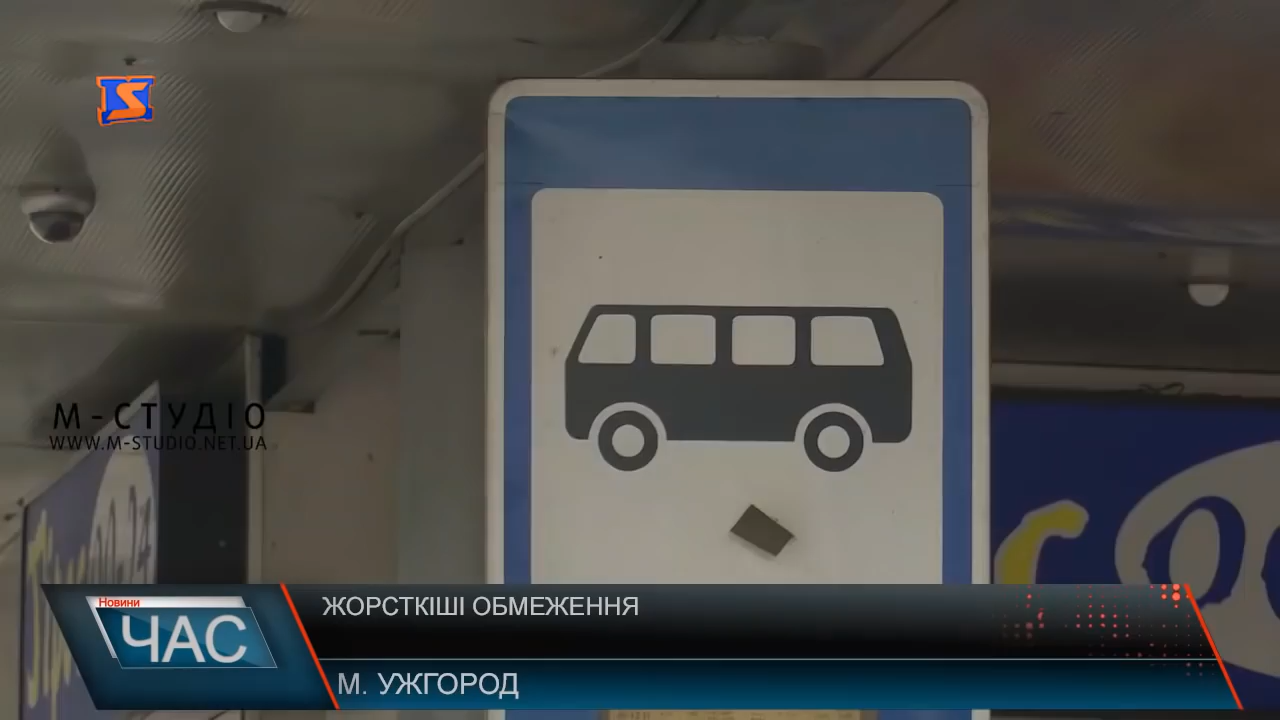 М-СТУДІО
WWW.M-STUDIO.NET.UA
Новини
ЧАС
ЖОРСТКІШІ ОБМЕЖЕННЯ
М. УЖГОРОД